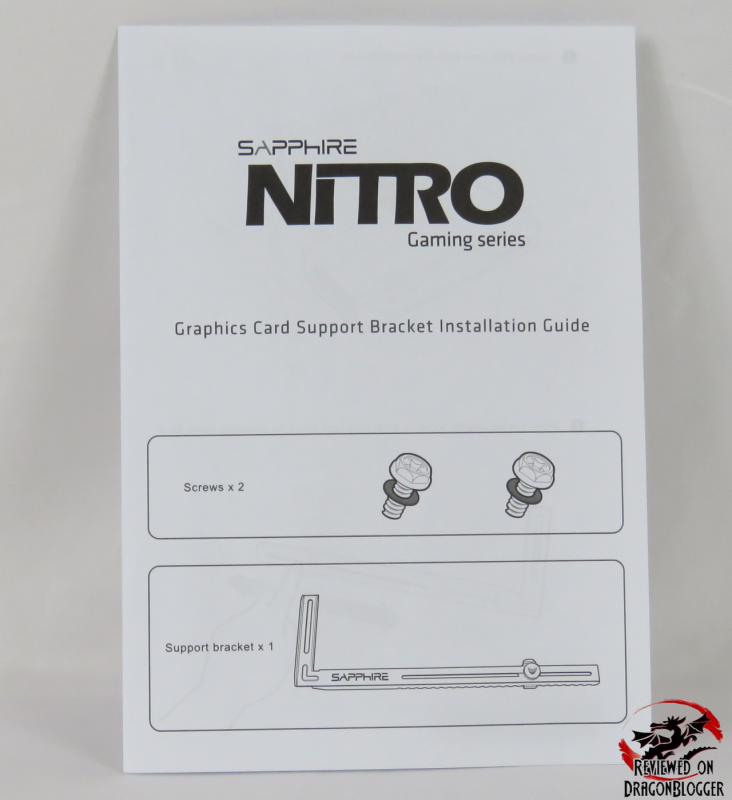 SAPPHIRE
NITRO
Gaming series
Graphics Card Support Bracket Installation Guide
Screws x 2
Support bracket x 1
SAPPHIRE
REVIEWED ON
DRAGONBLOGGER